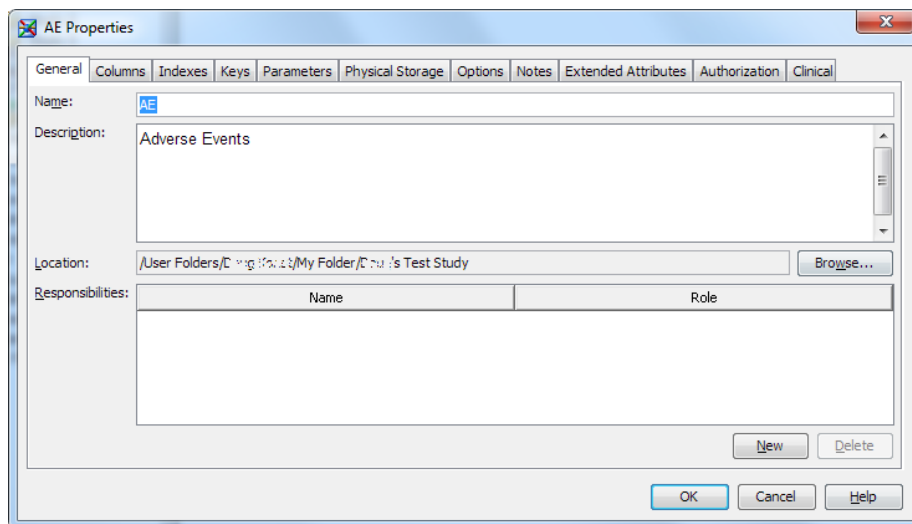 AE Properties
General Columns Indexes Keys Parameters Physical Storage Options Notes Extended Attributes Authorization Clinical
Name: AE
Description: Adverse Events
Location: /User Folders/ /My Folder/ 's Test Study Browse...
Responsibilities: Name Role
New Delete
OK Cancel Help